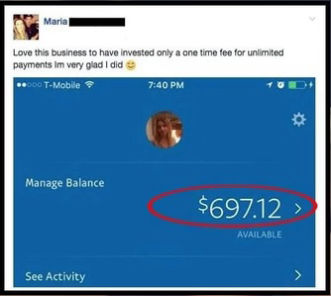 Maria
Love this business to have invested only a one time fee for unlimited
payments Im very glad I did
T-Mobile 7:40 PM
Manage Balance
$697.12 >
AVAILABLE
See Activity >